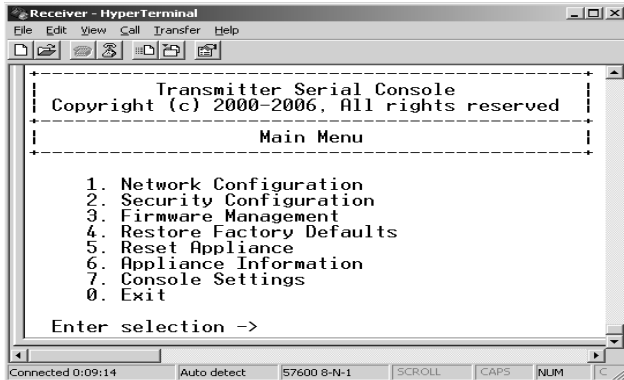 Receiver - HyperTerminal
File Edit View Call Transfer Help
Transmitter Serial Console
Copyright (c) 2000-2006, All rights reserved
Main Menu
1. Network Configuration
2. Security Configuration
3. Firmware Management
4. Restore Factory Defaults
5. Reset Appliance
6. Appliance Information
7. Console Settings
0. Exit
Enter selection ->
Connected 0:09:14 Auto detect 57600 8-N-1 SCROLL CAPS NUM C